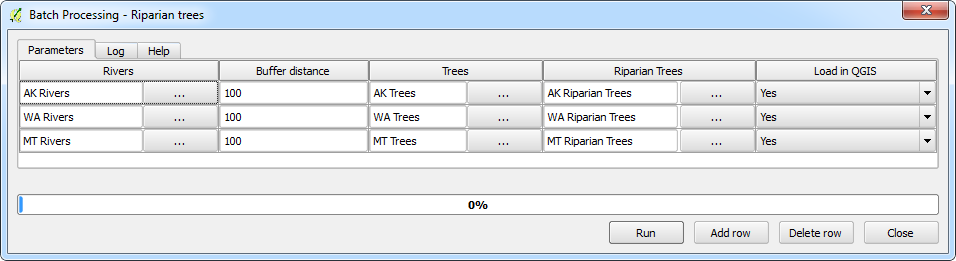 Batch Processing - Riparian trees
Parameters Log Help
Rivers Buffer distance Trees Riparian Trees Load in QGIS
AK Rivers ... 100 AK Trees ... AK Riparian Trees ... Yes
WA Rivers ... 100 WA Trees ... WA Riparian Trees ... Yes
MT Rivers ... 100 MT Trees ... MT Riparian Trees ... Yes
0%
Run Add row Delete row Close